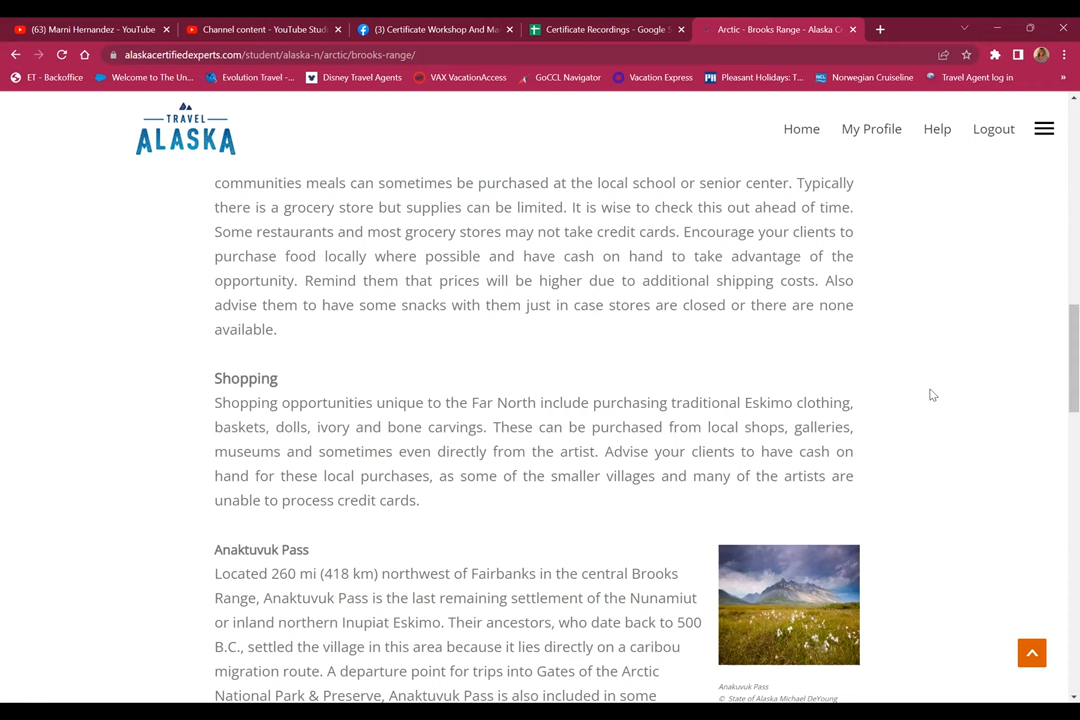 (63) Marni Hernandez - YouTube
Channel content - YouTube Stud
(3) Certificate Workshop And Ma
Certificate Recordings - Google S
Arctic - Brooks Range - Alaska C
alaskacertifiedexperts.com/student/alaska-n/arctic/brooks-range/
ET - Backoffice
Welcome to The Un...
Evolution Travel -...
Disney Travel Agents
VAX VacationAccess
GoCCL Navigator
Vacation Express
Pleasant Holidays: T...
Norwegian Cruiseline
Travel Agent log in
TRAVEL
ALASKA
Home
My Profile
Help
Logout
communities meals can sometimes be purchased at the local school or senior center. Typically
there is a grocery store but supplies can be limited. It is wise to check this out ahead of time.
Some restaurants and most grocery stores may not take credit cards. Encourage your clients to
purchase food locally where possible and have cash on hand to take advantage of the
opportunity. Remind them that prices will be higher due to additional shipping costs. Also
advise them to have some snacks with them just in case stores are closed or there are none
available.
Shopping
Shopping opportunities unique to the Far North include purchasing traditional Eskimo clothing,
baskets, dolls, ivory and bone carvings. These can be purchased from local shops, galleries,
museums and sometimes even directly from the artist. Advise your clients to have cash on
hand for these local purchases, as some of the smaller villages and many of the artists are
unable to process credit cards.
Anaktuvuk Pass
Located 260 mi (418 km) northwest of Fairbanks in the central Brooks
Range, Anaktuvuk Pass is the last remaining settlement of the Nunamiut
or inland northern Inupiat Eskimo. Their ancestors, who date back to 500
B.C., settled the village in this area because it lies directly on a caribou
migration route. A departure point for trips into Gates of the Arctic
National Park & Preserve, Anaktuvuk Pass is also included in some
Anakuvuk Pass
© State of Alaska Michael DeYoung